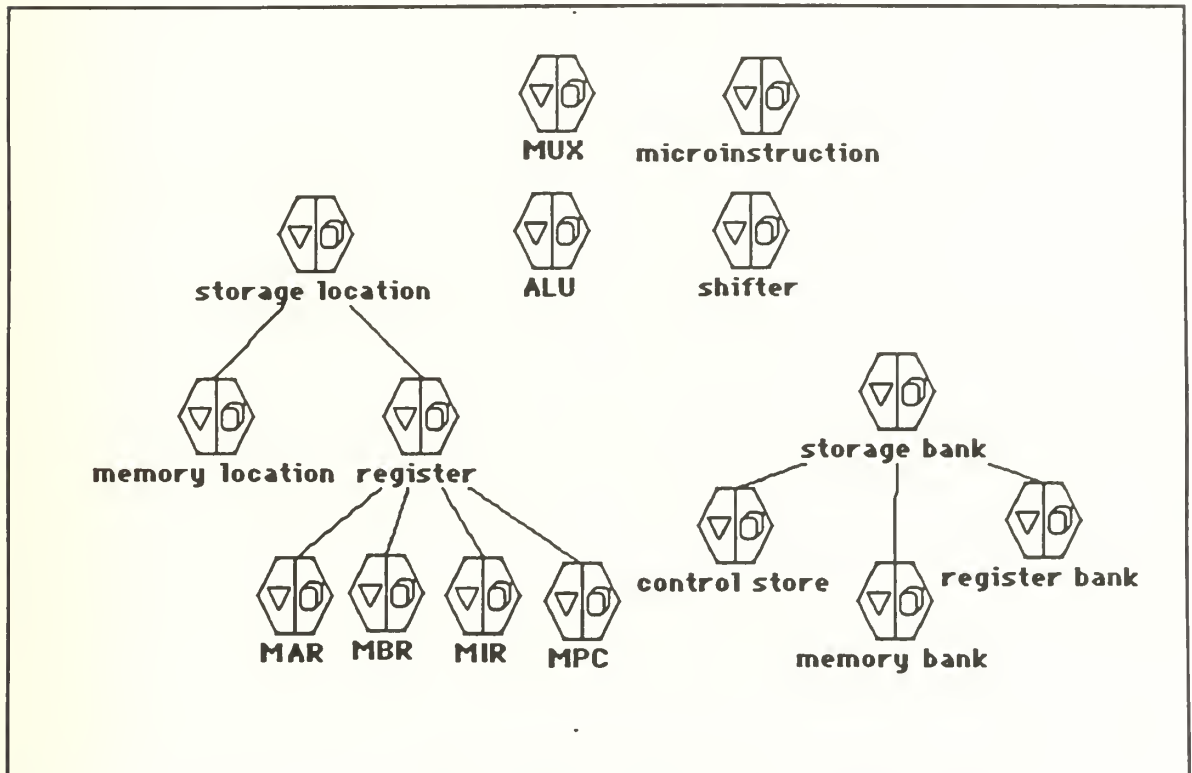 MUX
microinstruction
storage location
ALU
shifter
memory location
register
storage bank
control store
register bank
memory bank
MAR
MBR
MIR
MPC